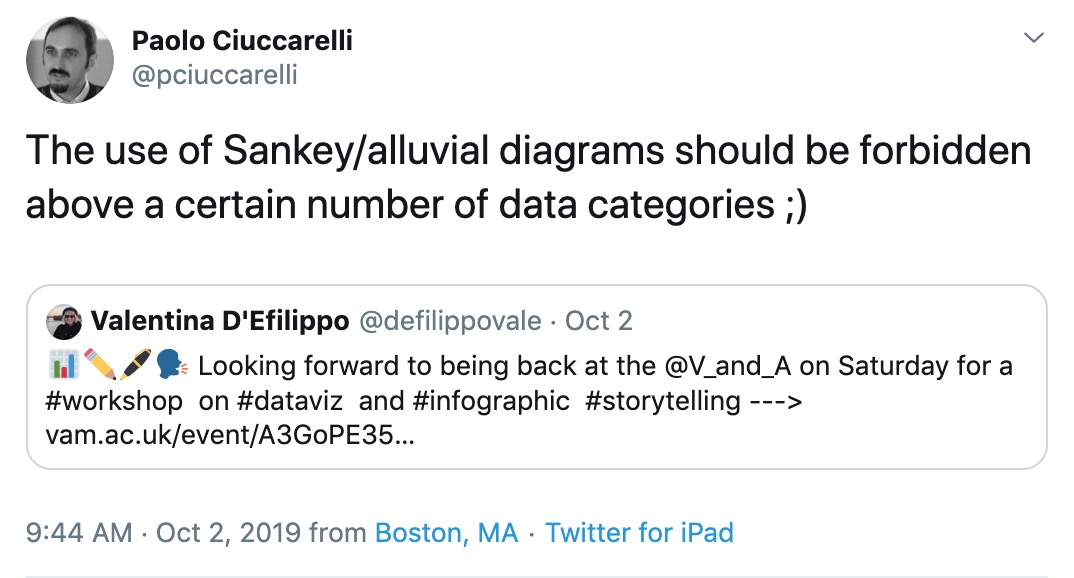 Paolo Ciuccarelli
@pciuccarelli
The use of Sankey/alluvial diagrams should be forbidden
above a certain number of data categories ;)
Valentina D'Efilippo @defilippovale · Oct 2
📊✏️🖊️🗣️ Looking forward to being back at the @V_and_A on Saturday for a
#workshop on #dataviz and #infographic #storytelling --->
vam.ac.uk/event/A3GoPE35...
9:44 AM · Oct 2, 2019 from Boston, MA · Twitter for iPad